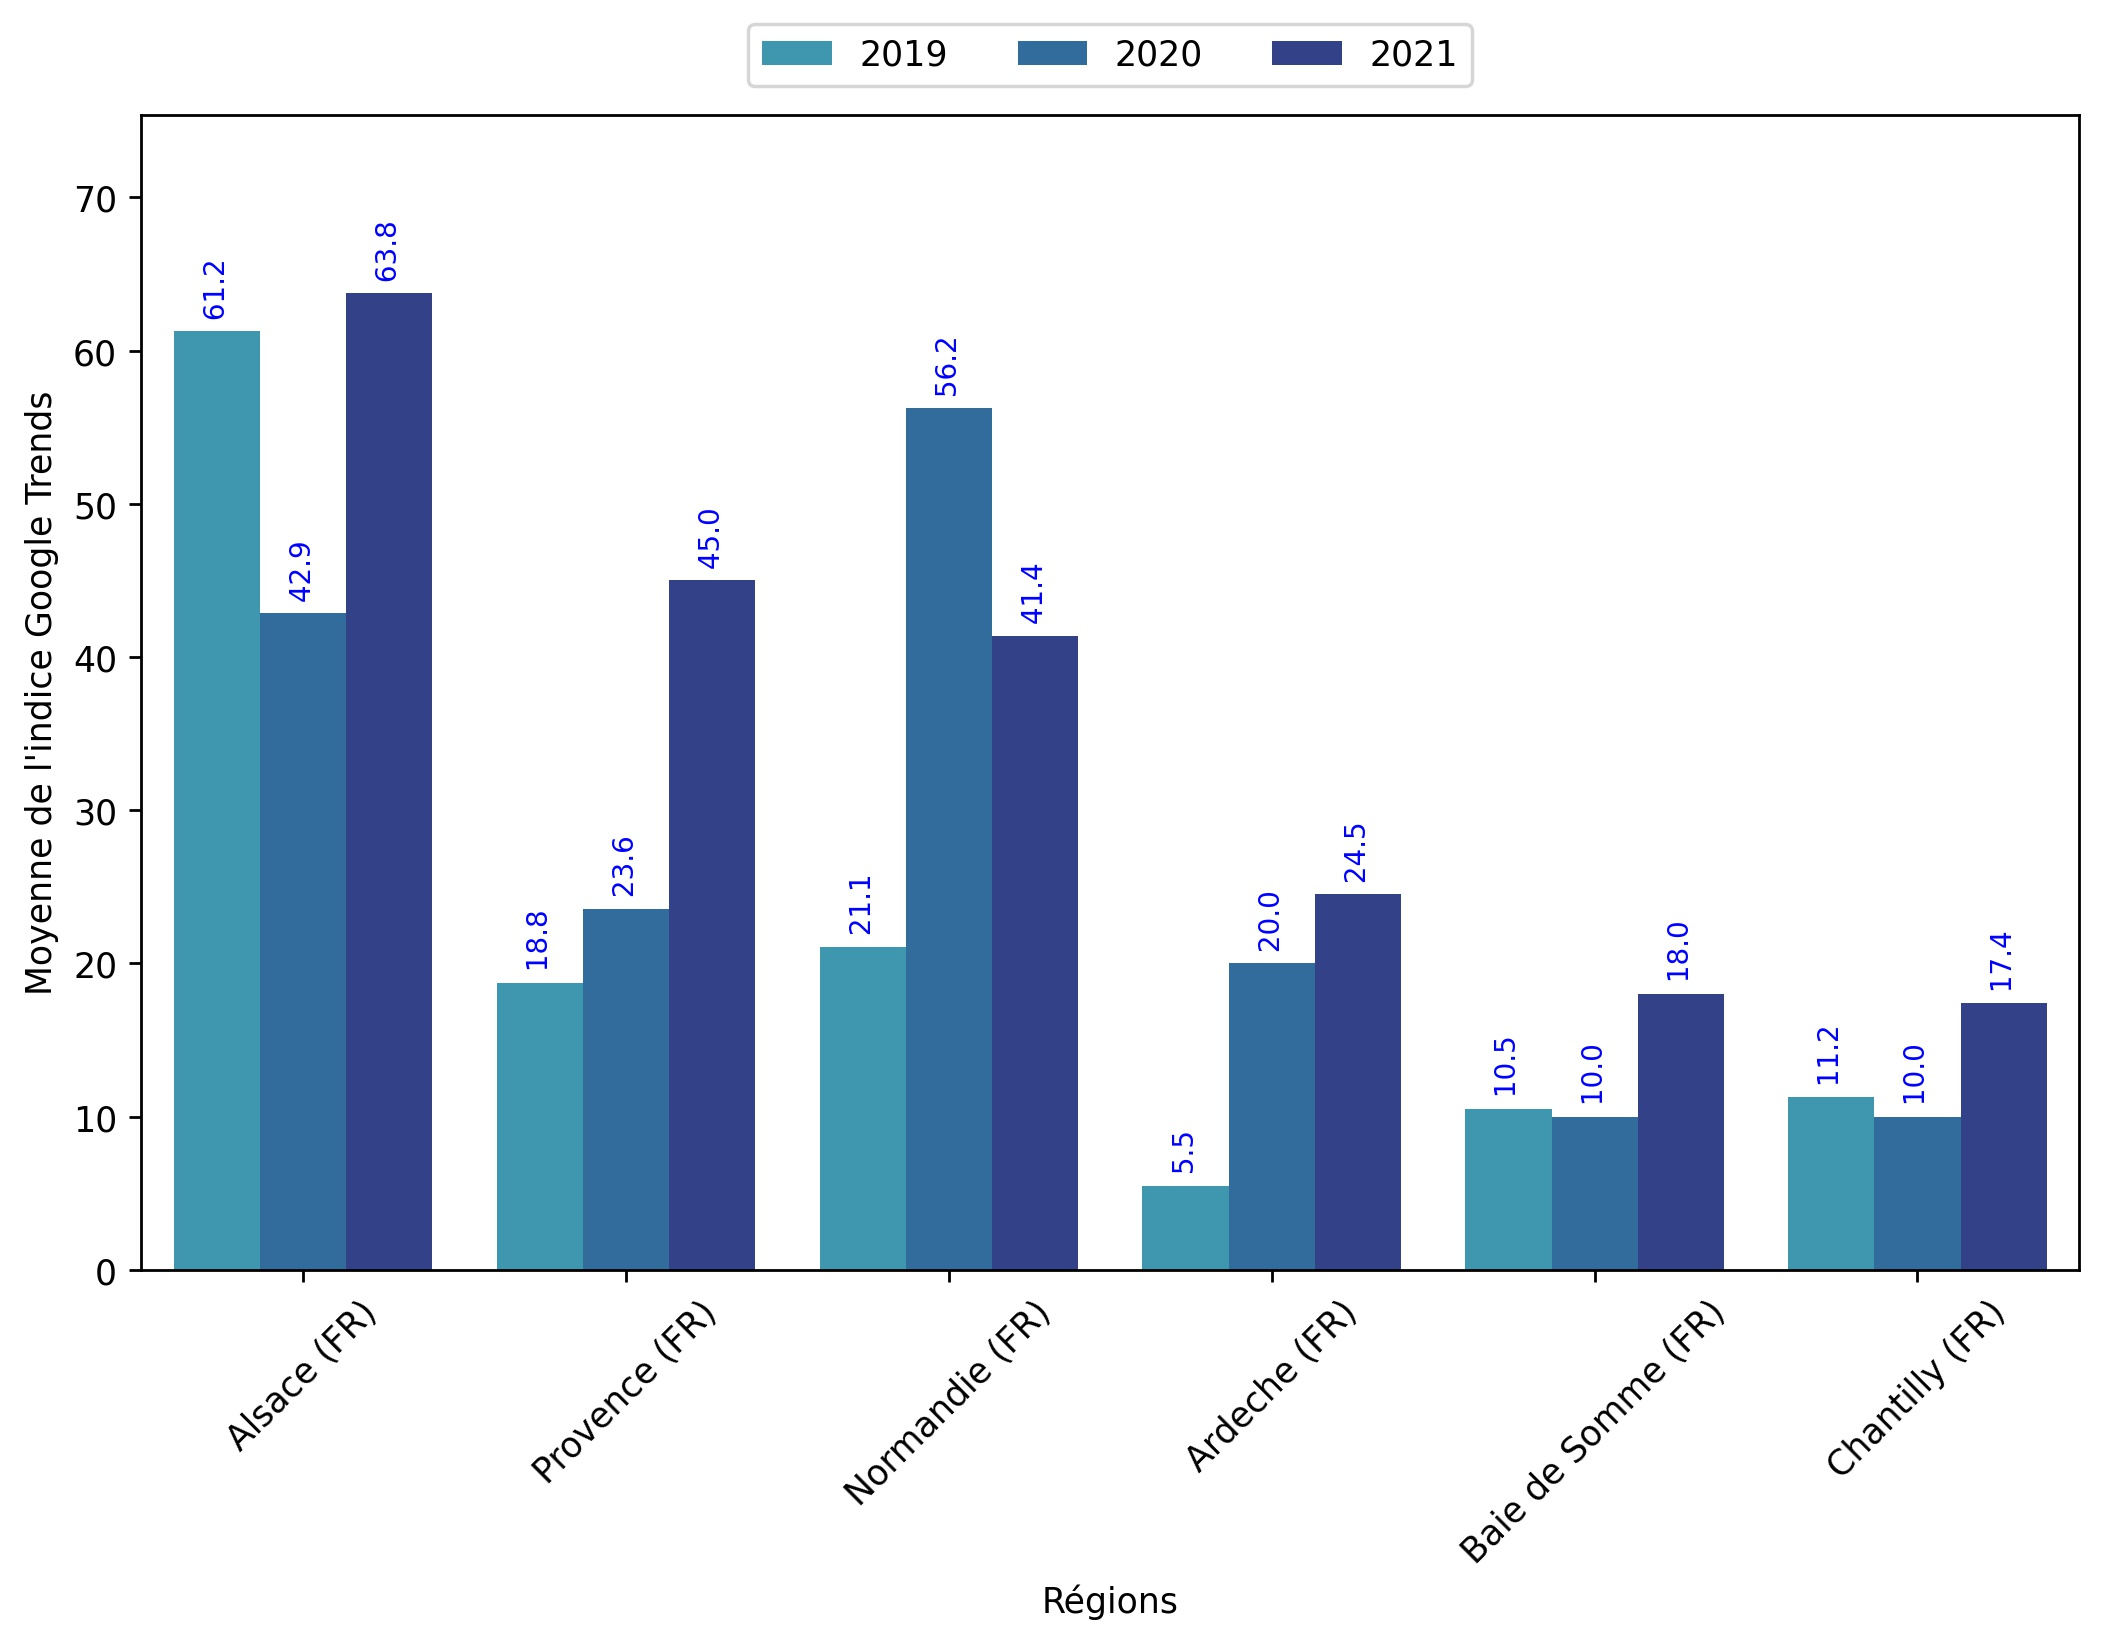 2019 2020 2021
Moyenne de l'indice Google Trends
70
60
50
40
30
20
10
0
61.2
42.9
63.8
18.8
23.6
45.0
21.1
56.2
41.4
5.5
20.0
24.5
10.5
10.0
18.0
11.2
10.0
17.4
Alsace (FR)
Provence (FR)
Normandie (FR)
Ardeche (FR)
Baie de Somme (FR)
Chantilly (FR)
Régions